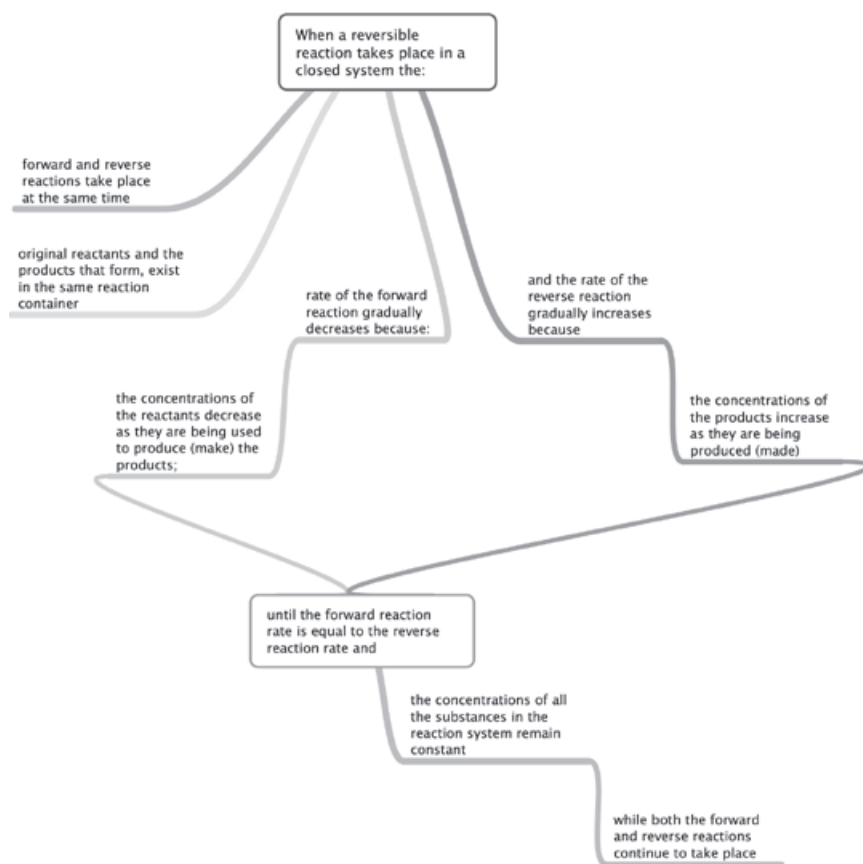 When a reversible
reaction takes place in a
closed system the:
forward and reverse
reactions take place
at the same time
original reactants and the
products that form, exist
in the same reaction
container
rate of the forward
reaction gradually
decreases because:
and the rate of the
reverse reaction
gradually increases
because
the concentrations of
the reactants decrease
as they are being used
to produce (make) the
products;
the concentrations of
the products increase
as they are being
produced (made)
until the forward reaction
rate is equal to the reverse
reaction rate and
the concentrations of all
the substances in the
reaction system remain
constant
while both the forward
and reverse reactions
continue to take place